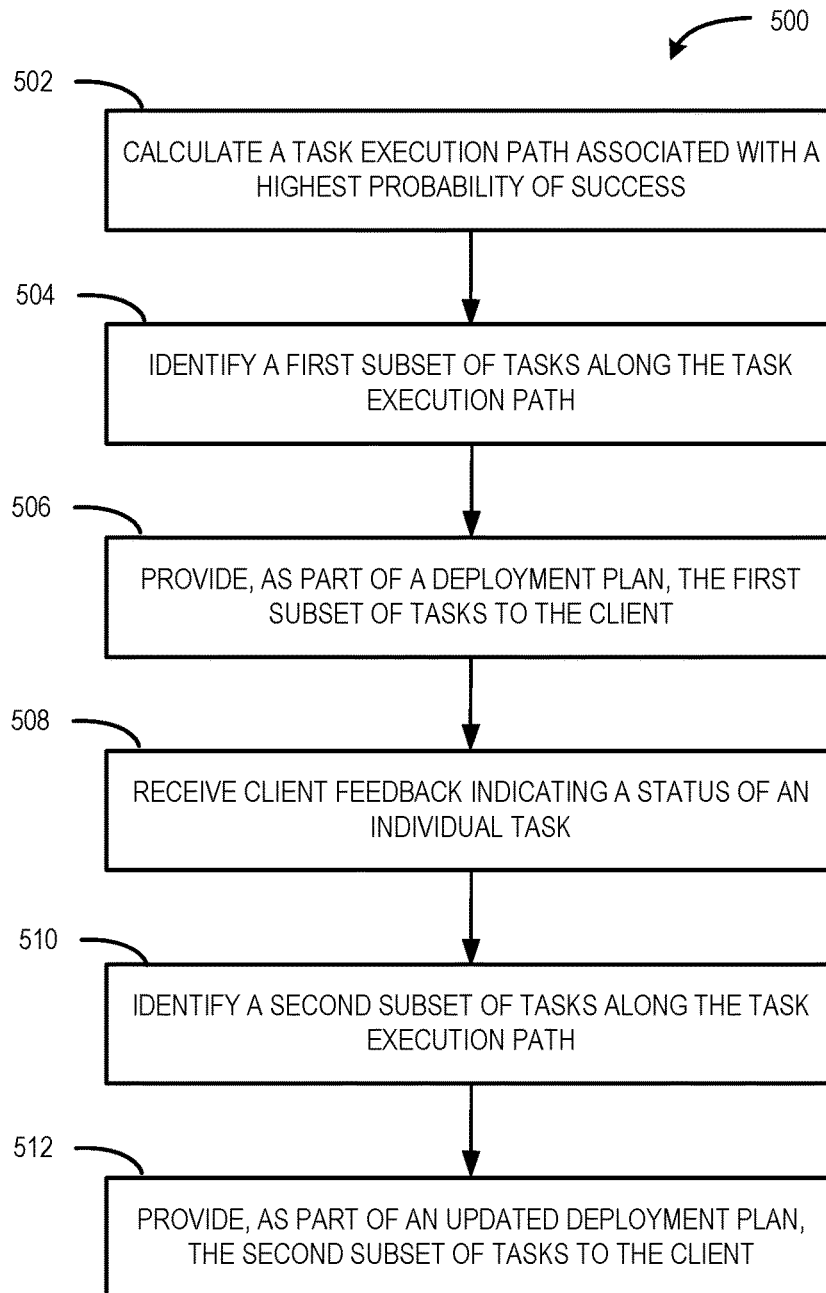 500
502
CALCULATE A TASK EXECUTION PATH ASSOCIATED WITH A
HIGHEST PROBABILITY OF SUCCESS
504
IDENTIFY A FIRST SUBSET OF TASKS ALONG THE TASK
EXECUTION PATH
506
PROVIDE, AS PART OF A DEPLOYMENT PLAN, THE FIRST
SUBSET OF TASKS TO THE CLIENT
508
RECEIVE CLIENT FEEDBACK INDICATING A STATUS OF AN
INDIVIDUAL TASK
510
IDENTIFY A SECOND SUBSET OF TASKS ALONG THE TASK
EXECUTION PATH
512
PROVIDE, AS PART OF AN UPDATED DEPLOYMENT PLAN,
THE SECOND SUBSET OF TASKS TO THE CLIENT